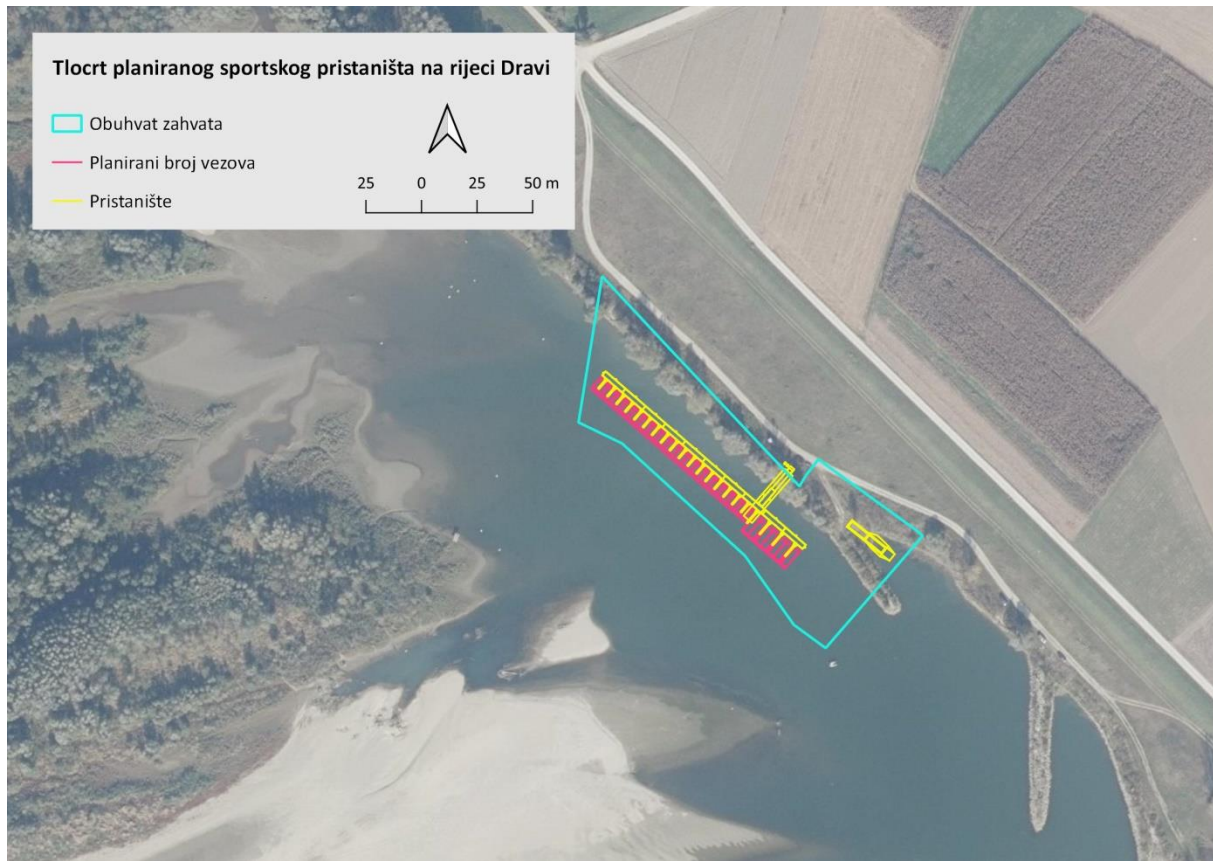 Tlocrt planiranog sportskog pristaništa na rijeci Dravi
Obuhvat zahvata
Planirani broj vezova
Pristanište
25 0 25 50 m